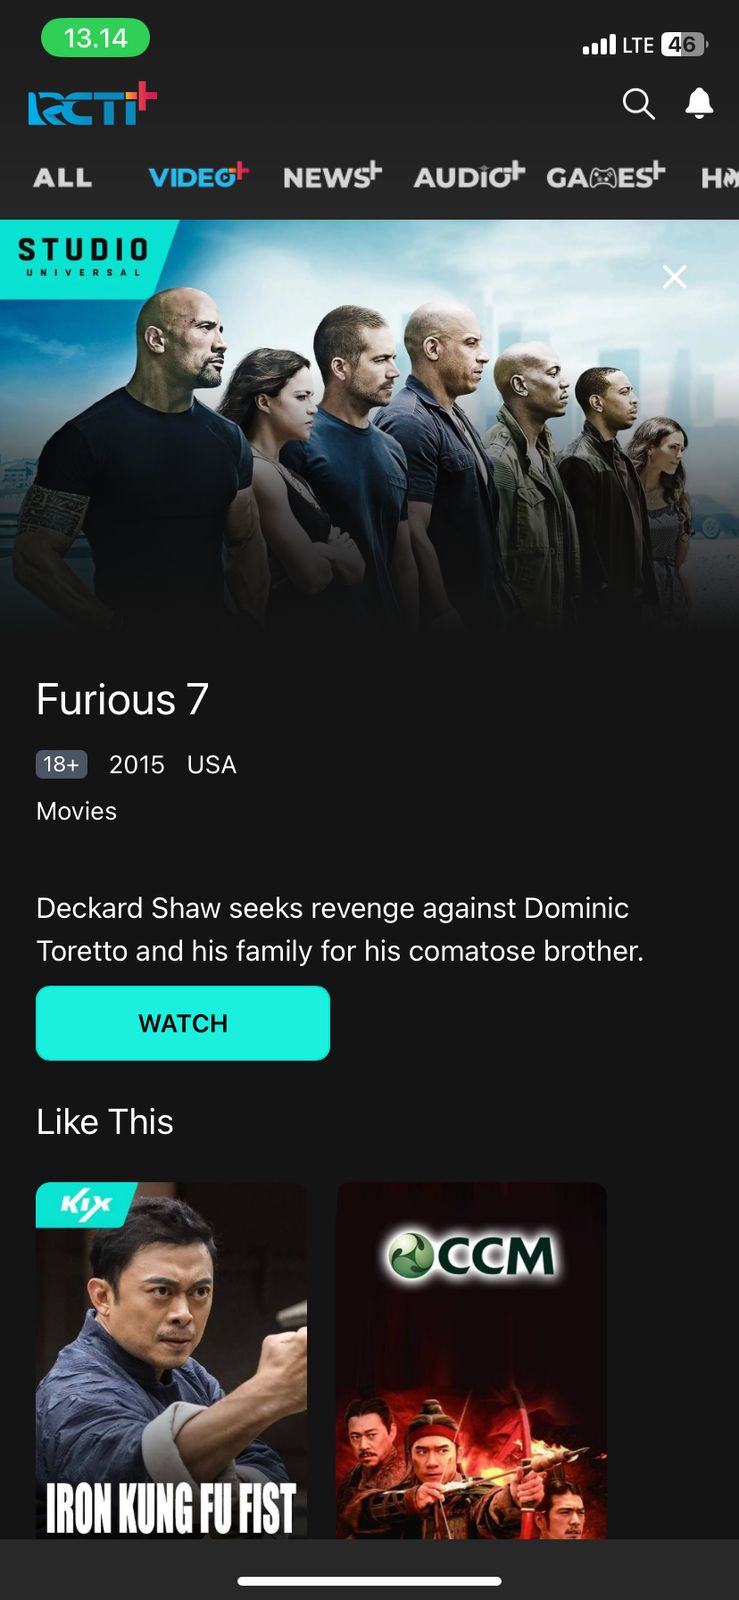 13.14
LTE 46
RCTI+
ALL VIDEO+ NEWS+ AUDIO+ GAMES+ H
STUDIO
UNIVERSAL
Furious 7
18+ 2015 USA
Movies
Deckard Shaw seeks revenge against Dominic
Toretto and his family for his comatose brother.
WATCH
Like This
KIX
CCM
IRON KUNG FU FIST